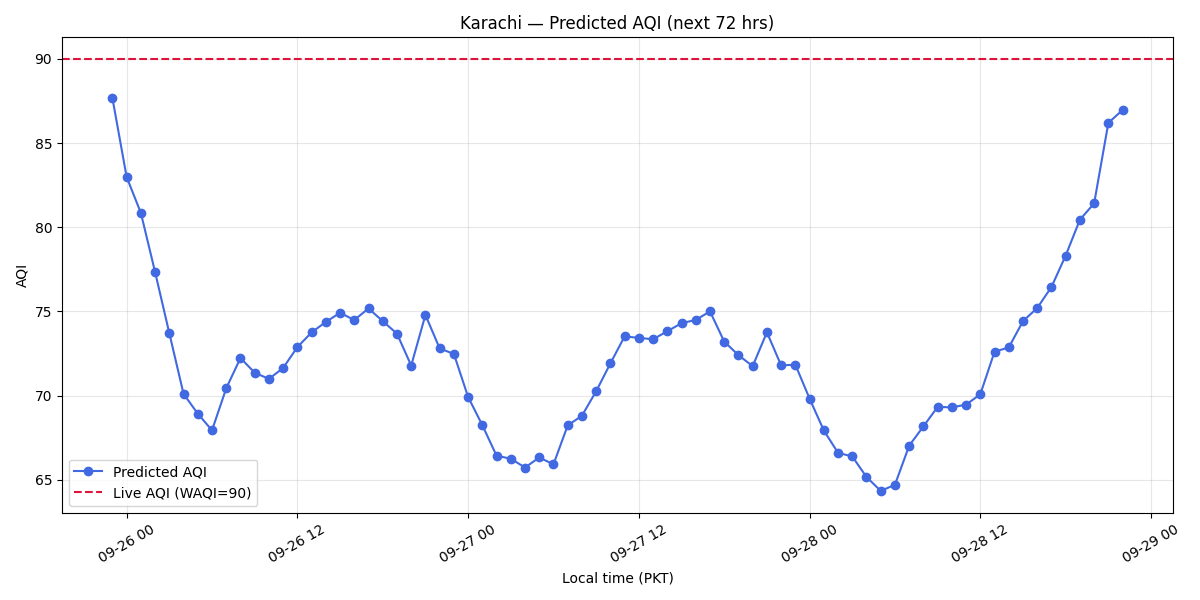 Karachi — Predicted AQI (next 72 hrs)
90
85
80
75
70
65
AQI
Predicted AQI
Live AQI (WAQI=90)
09-26 00
09-26 12
09-27 00
09-27 12
09-28 00
09-28 12
09-29 00
Local time (PKT)